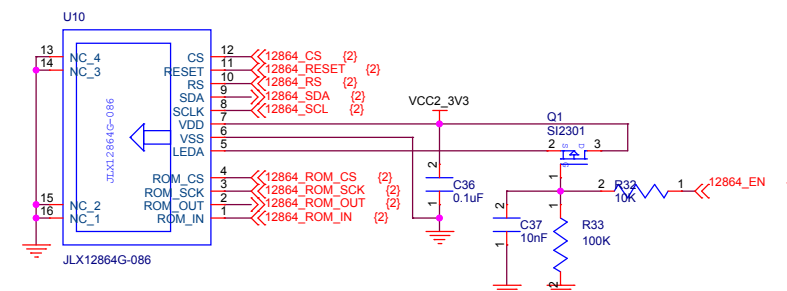 U10
13 NC_4 CS 12 12864_CS {2}
14 NC_3 RESET 11 12864_RESET {2}
RS 10 12864_RS {2}
SDA 9 12864_SDA {2}
SCLK 8 12864_SCL {2}
VDD 7
VSS 6
LEDA 5
JLX12864G-086
ROM_CS 4 12864_ROM_CS {2}
ROM_SCK 3 12864_ROM_SCK {2}
15 NC_2 ROM_OUT 2 12864_ROM_OUT {2}
16 NC_1 ROM_IN 1 12864_ROM_IN {2}
JLX12864G-086
VCC2_3V3
Q1
SI2301
2 S D 3
G
1
2 C36
1 0.1uF
2 R32 1 12864_EN
10K
2 C37
1 10nF
1 R33
100K
2